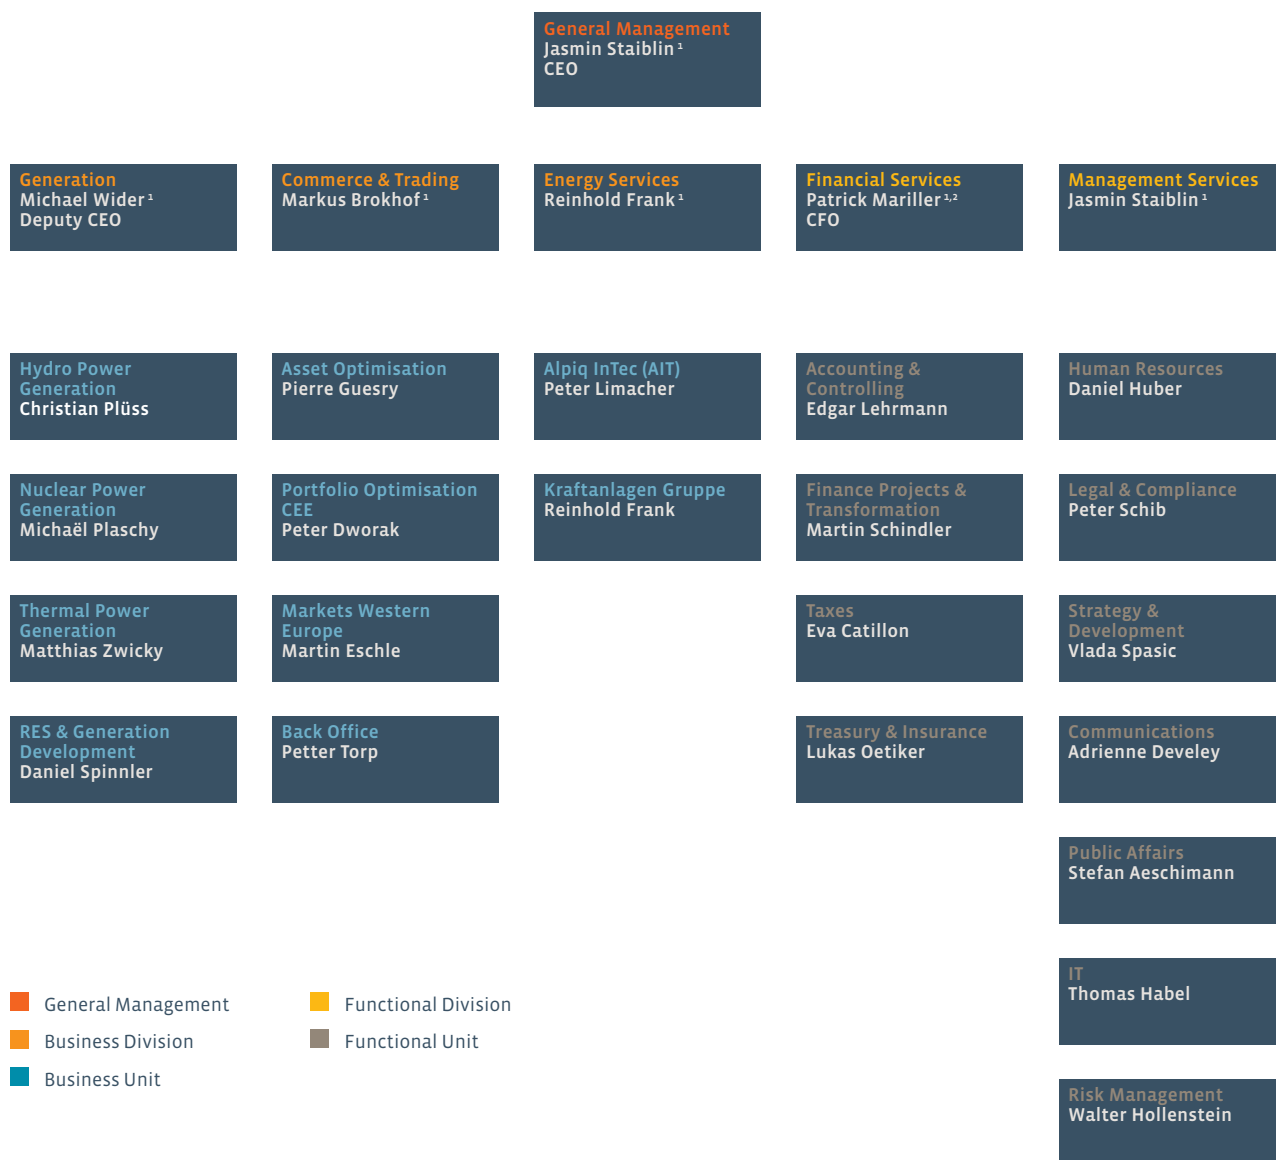 General Management
Jasmin Staiblin ¹
CEO
Generation
Michael Wider ¹
Deputy CEO
Commerce & Trading
Markus Brokhof ¹
Energy Services
Reinhold Frank ¹
Financial Services
Patrick Mariller ¹,²
CFO
Management Services
Jasmin Staiblin ¹
Hydro Power
Generation
Christian Plüss
Asset Optimisation
Pierre Guesry
Alpiq InTec (AIT)
Peter Limacher
Accounting &
Controlling
Edgar Lehrmann
Human Resources
Daniel Huber
Nuclear Power
Generation
Michaël Plaschy
Portfolio Optimisation
CEE
Peter Dworak
Kraftanlagen Gruppe
Reinhold Frank
Finance Projects &
Transformation
Martin Schindler
Legal & Compliance
Peter Schib
Thermal Power
Generation
Matthias Zwicky
Markets Western
Europe
Martin Eschle
Taxes
Eva Catillon
Strategy &
Development
Vlada Spasic
RES & Generation
Development
Daniel Spinnler
Back Office
Petter Torp
Treasury & Insurance
Lukas Oetiker
Communications
Adrienne Develey
Public Affairs
Stefan Aeschimann
IT
Thomas Habel
Risk Management
Walter Hollenstein
General Management
Business Division
Business Unit
Functional Division
Functional Unit